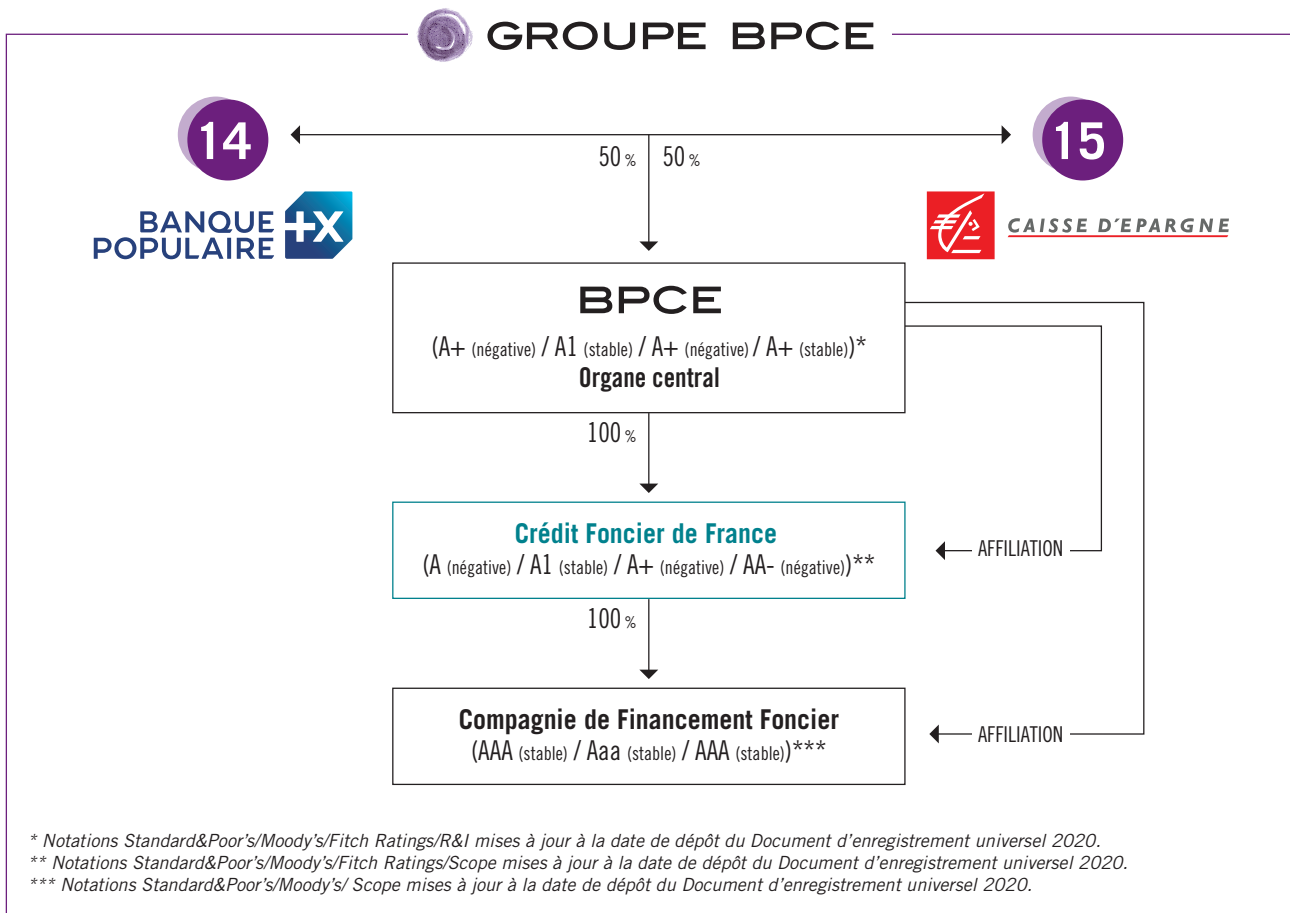 GROUPE BPCE
14
15
50 %
50 %
BANQUE
POPULAIRE
+X
CAISSE D'EPARGNE
BPCE
(A+ (négative) / A1 (stable) / A+ (négative) / A+ (stable))*
Organe central
100 %
Crédit Foncier de France
(A (négative) / A1 (stable) / A+ (négative) / AA- (négative))**
AFFILIATION
100 %
Compagnie de Financement Foncier
(AAA (stable) / Aaa (stable) / AAA (stable))***
AFFILIATION
* Notations Standard&Poor's/Moody's/Fitch Ratings/R&I mises à jour à la date de dépôt du Document d'enregistrement universel 2020.
** Notations Standard&Poor's/Moody's/Fitch Ratings/Scope mises à jour à la date de dépôt du Document d'enregistrement universel 2020.
*** Notations Standard&Poor's/Moody's/ Scope mises à jour à la date de dépôt du Document d'enregistrement universel 2020.